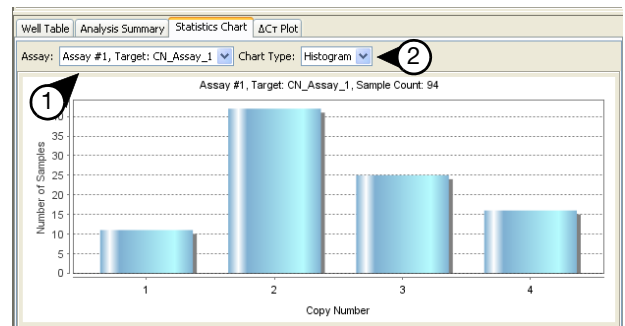 Well Table Analysis Summary Statistics Chart ΔCT Plot
Assay: Assay #1, Target: CN_Assay_1 Chart Type: Histogram 2
1
Assay #1, Target: CN_Assay_1, Sample Count: 94
Number of Samples
35
30
25
20
15
10
5
0
1 2 3 4
Copy Number